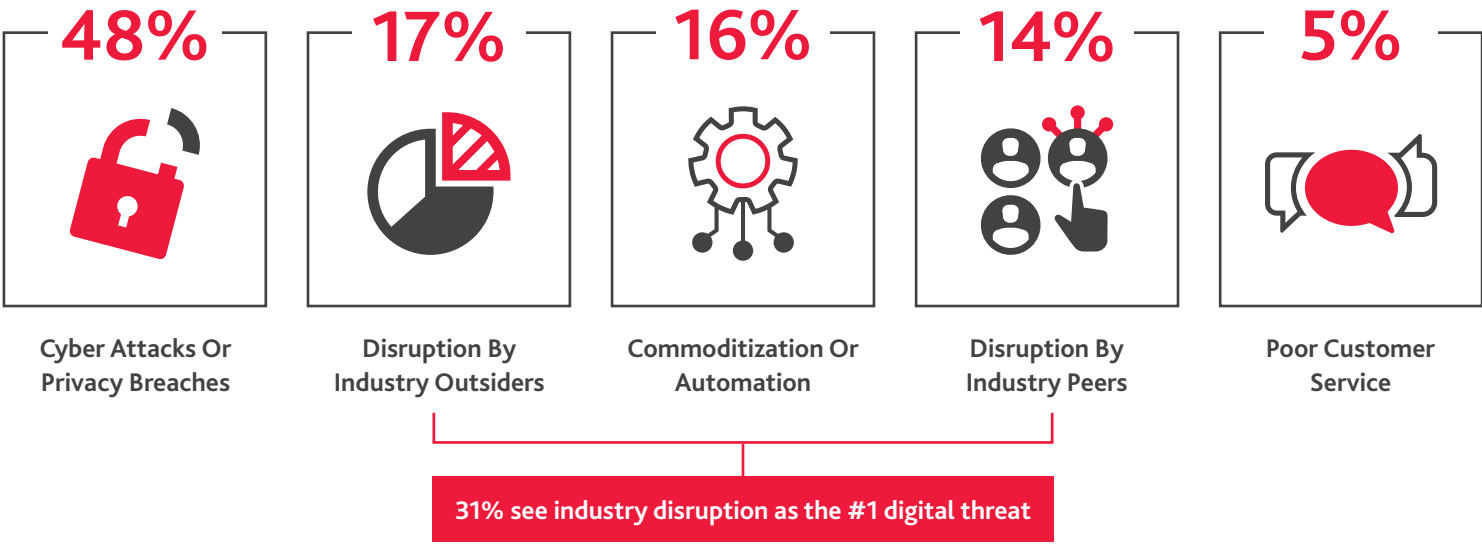 48%
17%
16%
14%
5%
Cyber Attacks Or
Privacy Breaches
Disruption By
Industry Outsiders
Commoditization Or
Automation
Disruption By
Industry Peers
Poor Customer
Service
31% see industry disruption as the #1 digital threat